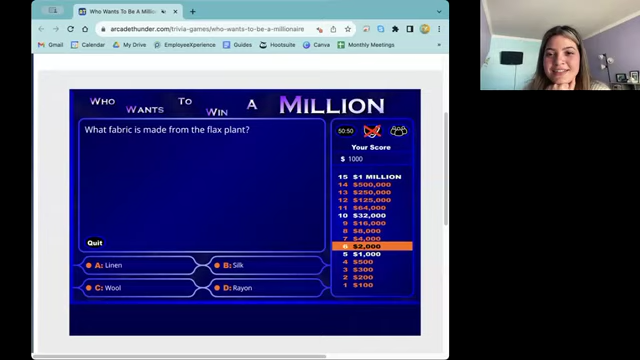 Who Wants To Be A Millio
arcadethunder.com/trivia-games/who-wants-to-be-a-millionaire
Gmail Calendar My Drive EmployeeXperience Guides Hootsuite Canva Monthly Meetings
WHO WANTS TO WIN A MILLION
What fabric is made from the flax plant?
50:50
Your Score
$ 1000
15 $1 MILLION
14 $500,000
13 $250,000
12 $125,000
11 $64,000
10 $32,000
9 $16,000
8 $8,000
7 $4,000
6 $2,000
5 $1,000
4 $500
3 $300
2 $200
1 $100
Quit
A: Linen B: Silk
C: Wool D: Rayon